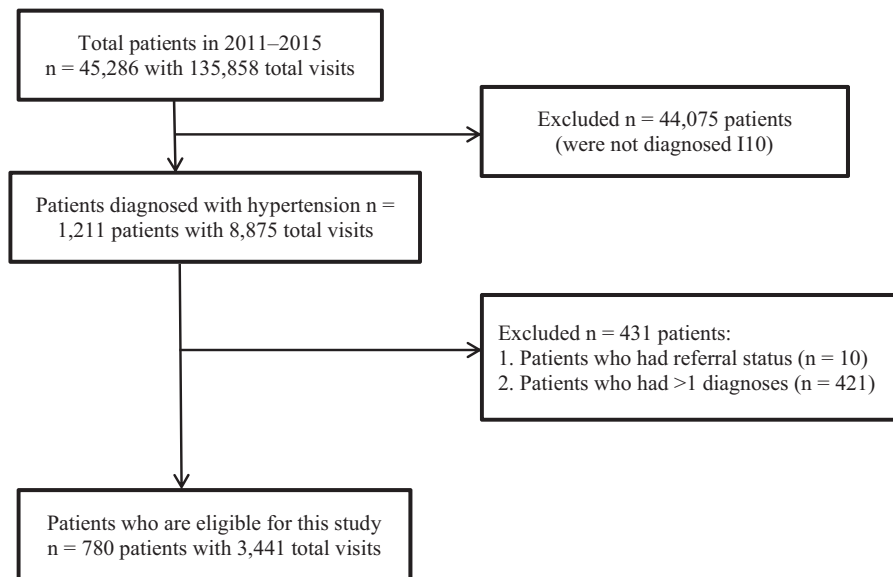 Total patients in 2011–2015
n = 45,286 with 135,858 total visits
Excluded n = 44,075 patients
(were not diagnosed I10)
Patients diagnosed with hypertension n =
1,211 patients with 8,875 total visits
Excluded n = 431 patients:
1. Patients who had referral status (n = 10)
2. Patients who had >1 diagnoses (n = 421)
Patients who are eligible for this study
n = 780 patients with 3,441 total visits